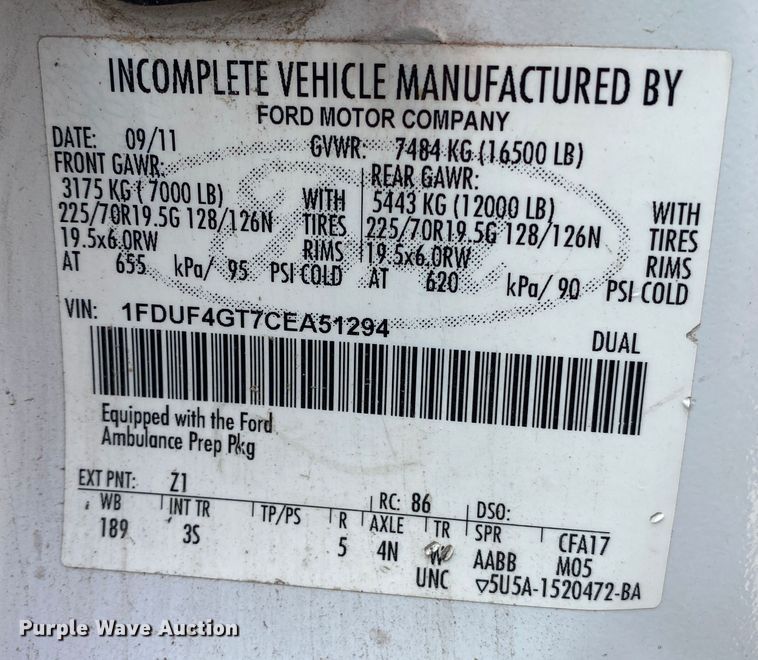 INCOMPLETE VEHICLE MANUFACTURED BY
FORD MOTOR COMPANY
DATE: 09/11 GVWR: 7484 KG (16500 LB)
FRONT GAWR: REAR GAWR:
3175 KG (7000 LB) WITH 5443 KG (12000 LB) WITH
225/70R19.5G 128/126N TIRES 225/70R19.5G 128/126N TIRES
19.5x6.0RW RIMS 19.5x6.0RW RIMS
AT 655 kPa/ 95 PSI COLD AT 620 kPa/ 90 PSI COLD
VIN: 1FDUF4GT7CEA51294 DUAL
Equipped with the Ford
Ambulance Prep Pkg
EXT PNT: Z1 RC: 86 DSO:
WB INT TR TP/PS R AXLE TR SPR CFA17
189 3S 5 4N W AABB M05
UNC 5U5A-1520472-BA
Purple Wave Auction